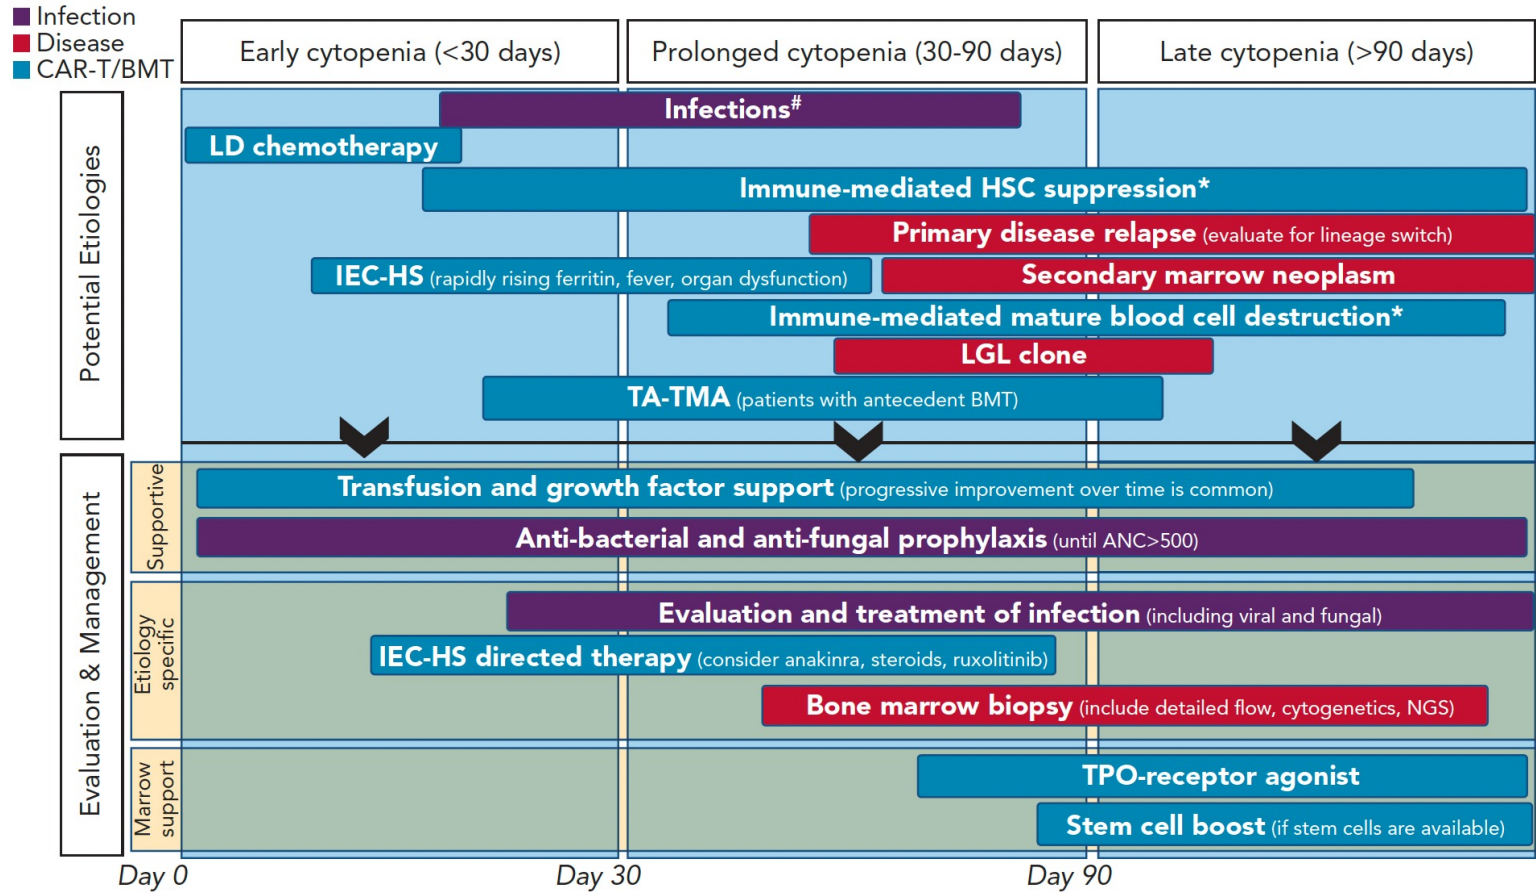 Infection
Disease
CAR-T/BMT
Early cytopenia (<30 days)
Prolonged cytopenia (30-90 days)
Late cytopenia (>90 days)
Potential Etiologies
Infections#
LD chemotherapy
Immune-mediated HSC suppression*
Primary disease relapse (evaluate for lineage switch)
IEC-HS (rapidly rising ferritin, fever, organ dysfunction)
Secondary marrow neoplasm
Immune-mediated mature blood cell destruction*
LGL clone
TA-TMA (patients with antecedent BMT)
Evaluation & Management
Supportive
Transfusion and growth factor support (progressive improvement over time is common)
Anti-bacterial and anti-fungal prophylaxis (until ANC>500)
Etiology
specific
Evaluation and treatment of infection (including viral and fungal)
IEC-HS directed therapy (consider anakinra, steroids, ruxolitinib)
Bone marrow biopsy (include detailed flow, cytogenetics, NGS)
Marrow
support
TPO-receptor agonist
Stem cell boost (if stem cells are available)
Day 0
Day 30
Day 90